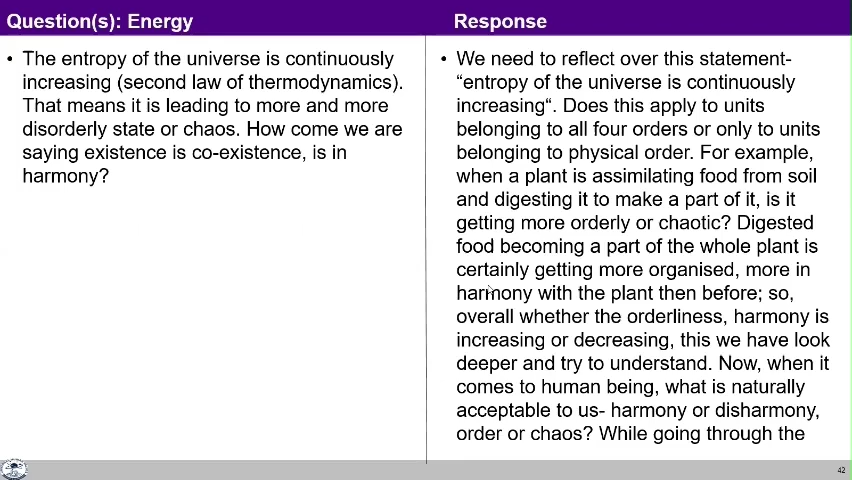 Question(s): Energy
• The entropy of the universe is continuously
increasing (second law of thermodynamics).
That means it is leading to more and more
disorderly state or chaos. How come we are
saying existence is co-existence, is in
harmony?
Response
• We need to reflect over this statement-
“entropy of the universe is continuously
increasing“. Does this apply to units
belonging to all four orders or only to units
belonging to physical order. For example,
when a plant is assimilating food from soil
and digesting it to make a part of it, is it
getting more orderly or chaotic? Digested
food becoming a part of the whole plant is
certainly getting more organised, more in
harmony with the plant then before; so,
overall whether the orderliness, harmony is
increasing or decreasing, this we have look
deeper and try to understand. Now, when it
comes to human being, what is naturally
acceptable to us- harmony or disharmony,
order or chaos? While going through the
42